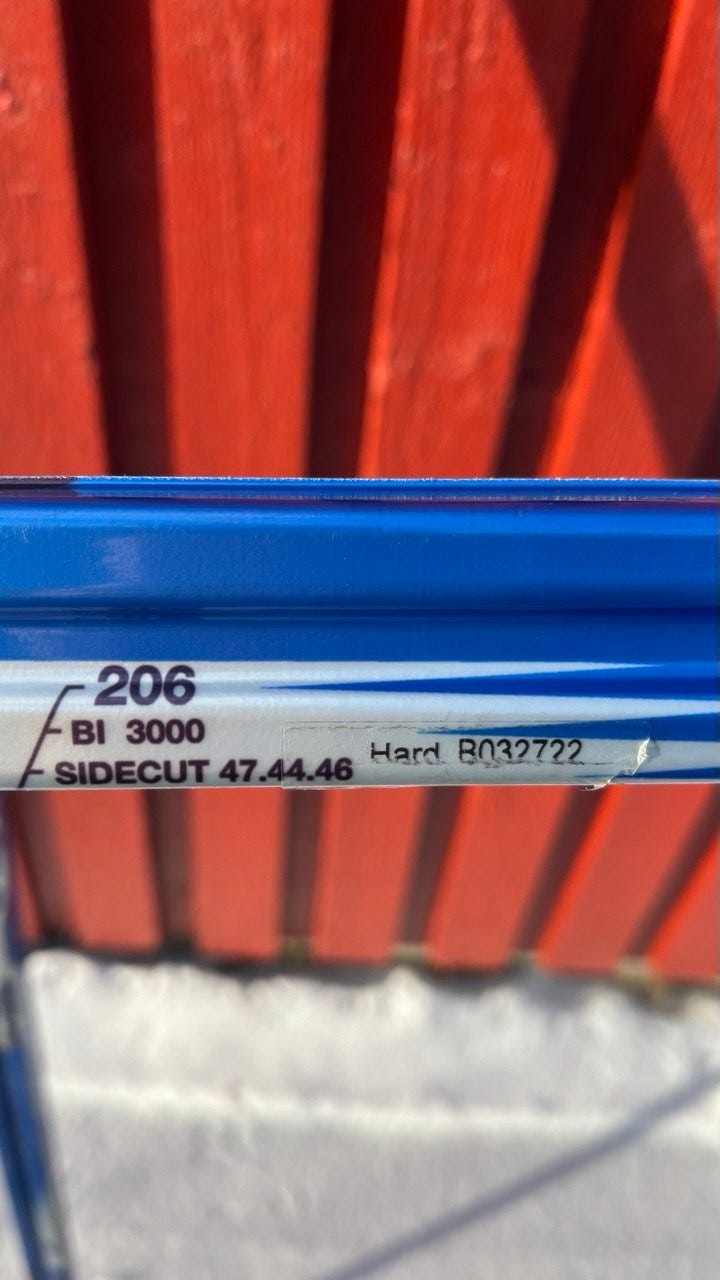 206
BI 3000
SIDECUT 47.44.46
Hard B032722